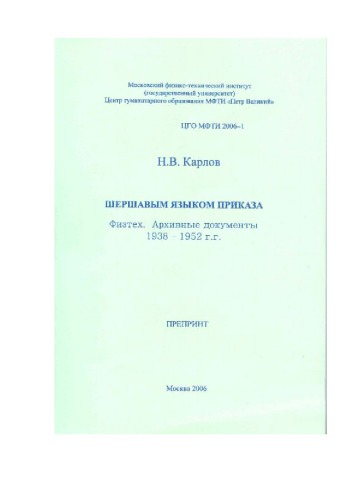 Московский физико-технический институт
(государственный университет)
Центр гуманитарного образования МФТИ «Петр Великий»
ЦГО МФТИ 2006-1
Н.В. Карлов
ШЕРШАВЫМ ЯЗЫКОМ ПРИКАЗА
Физтех. Архивные документы
1938 – 1952 г.г.
ПРЕПРИНТ
Москва 2006